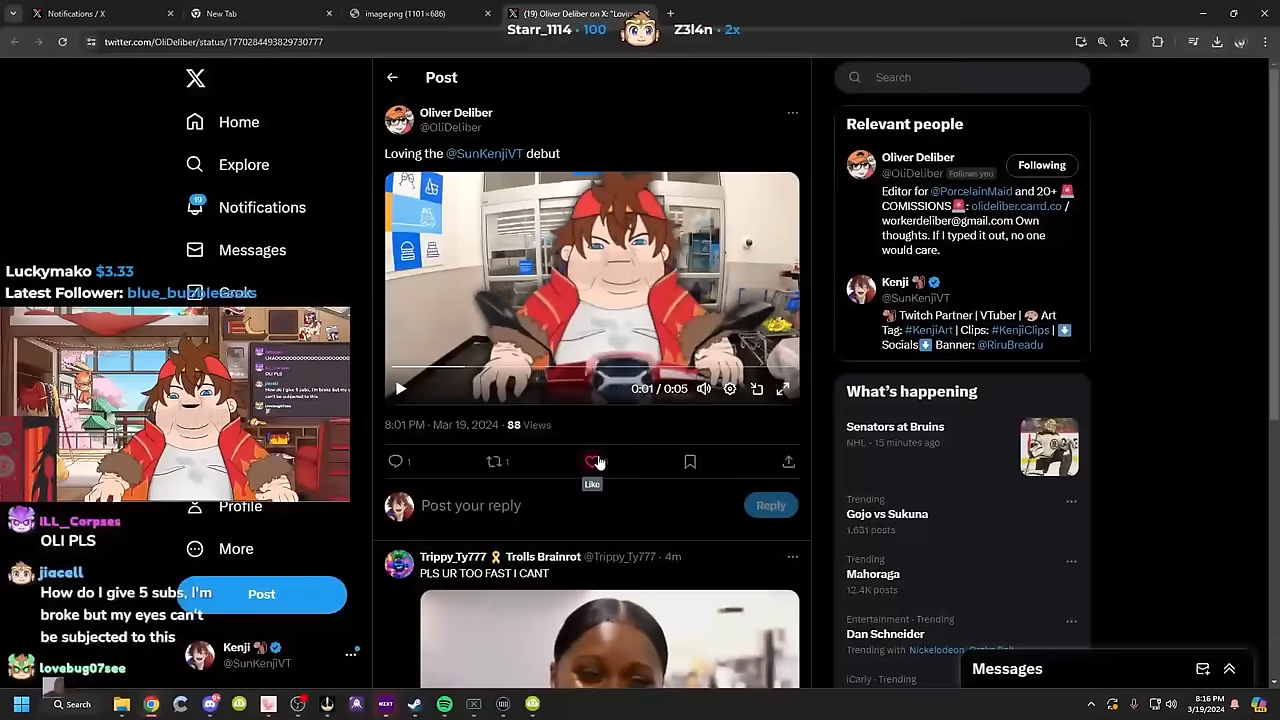 Notifications / X
New Tab
image.png (1101×686)
(19) Oliver Deliber on X: "Lovin
twitter.com/OliDeliber/status/1770284493829730777
Starr_1114 · 100
Z3l4n · 2x
Home
Explore
19
Notifications
Messages
Luckymako $3.33
Latest Follower:
Profile
More
Post
Kenji
@SunKenjiVT
ILL_Corpses
OLI PLS
jiacell
How do I give 5 subs, I'm
broke but my eyes can't
be subjected to this
lovebug07see
Post
Oliver Deliber
@OliDeliber
Loving the @SunKenjiVT debut
0:01 / 0:05
8:01 PM · Mar 19, 2024 · 88 Views
1
1
Like
Post your reply
Reply
Trippy_Ty777 🎗 Trolls Brainrot @Trippy_Ty777 · 4m
PLS UR TOO FAST I CANT
Search
Relevant people
Oliver Deliber
@OliDeliber Follows you
Following
Editor for @PorcelainMaid and 20+ 🚨
COMISSIONS🚨: olideliber.carrd.co /
workerdeliber@gmail.com Own
thoughts. If I typed it out, no one
would care.
Kenji
@SunKenjiVT
Twitch Partner | VTuber | 🎨 Art
Tag: #KenjiArt | Clips: #KenjiClips | ⬇️
Socials⬇️ Banner: @RiruBreadu
What's happening
Senators at Bruins
NHL · 15 minutes ago
Trending
Gojo vs Sukuna
1,631 posts
Trending
Mahoraga
12.4K posts
Entertainment · Trending
Dan Schneider
Trending with Nickelodeon,
iCarly · Trending
Messages
Search
NEXT
8:16 PM
3/19/2024